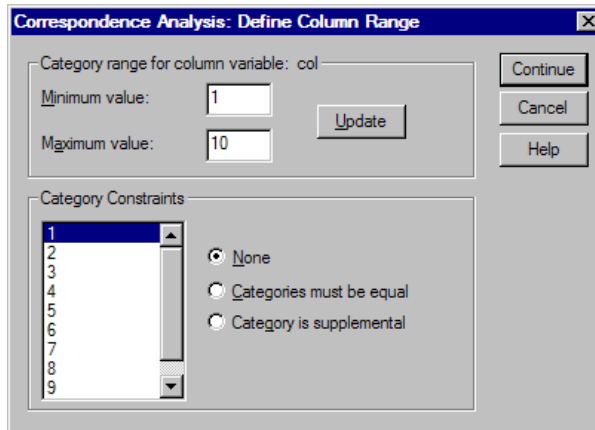 Correspondence Analysis: Define Column Range
Category range for column variable: col
Minimum value:
1
Maximum value:
10
Update
Continue
Cancel
Help
Category Constraints
1
2
3
4
5
6
7
8
9
None
Categories must be equal
Category is supplemental